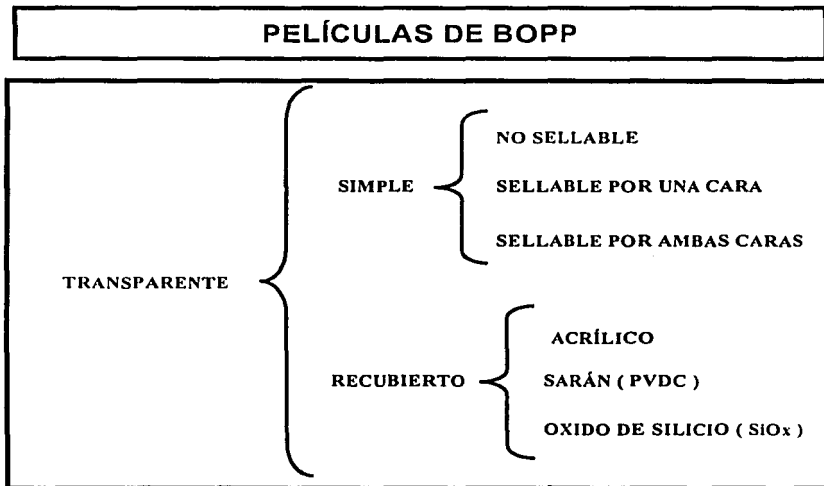 PELÍCULAS DE BOPP
TRANSPARENTE
SIMPLE
NO SELLABLE
SELLABLE POR UNA CARA
SELLABLE POR AMBAS CARAS
RECUBIERTO
ACRÍLICO
SARÁN ( PVDC )
OXIDO DE SILICIO ( SiOx )